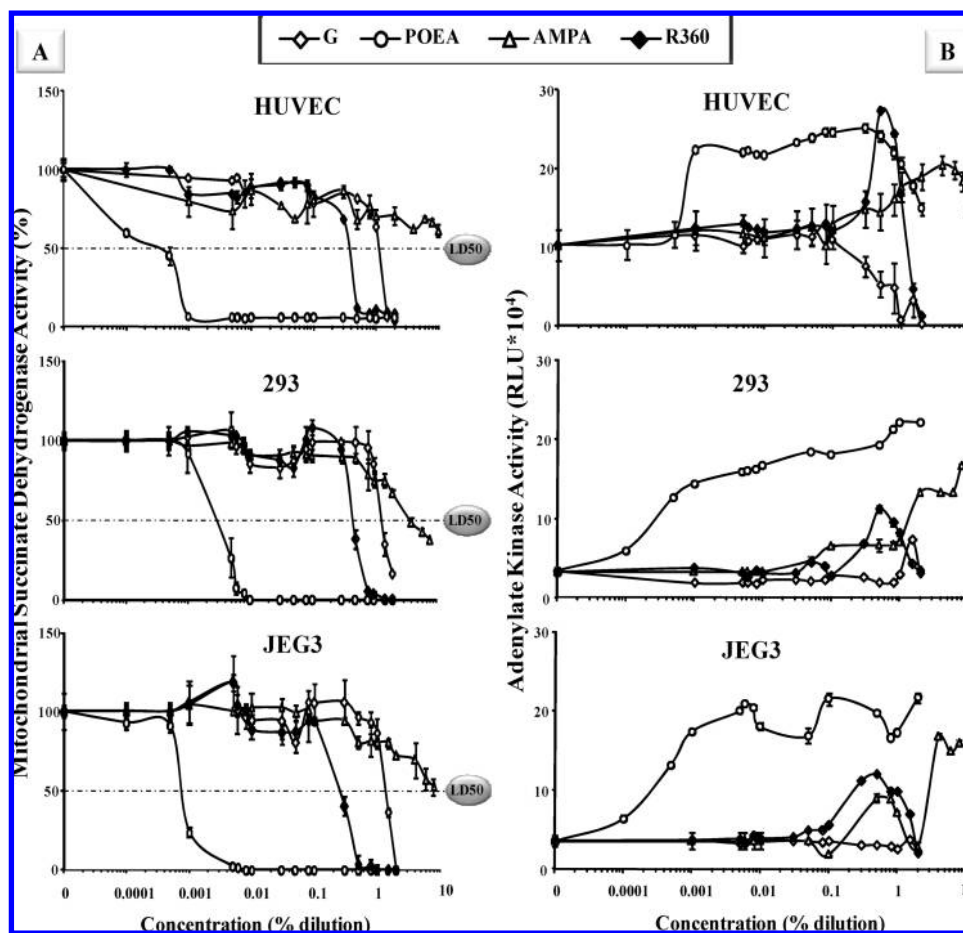 G POEA AMPA R360
A
B
Mitochondrial Succinate Dehydrogenase Activity (%)
HUVEC
150
100
50
0
LD50
293
150
100
50
0
LD50
JEG3
150
100
50
0
LD50
0 0.0001 0.001 0.01 0.1 1 10
Concentration (% dilution)
Adenylate Kinase Activity (RLU*10^4)
HUVEC
30
20
10
0
293
30
20
10
0
JEG3
30
20
10
0
0 0.0001 0.001 0.01 0.1 1
Concentration (% dilution)